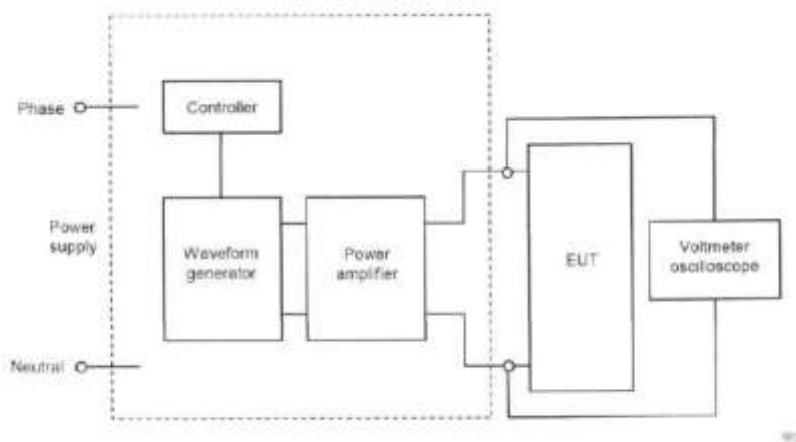 Phase
Controller
Power
supply
Waveform
generator
Power
amplifier
EUT
Voltmeter
oscilloscope
Neutral